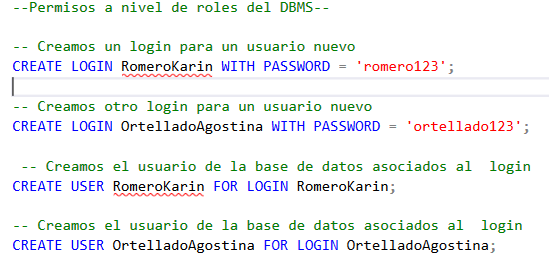 --Permisos a nivel de roles del DBMS--
-- Creamos un login para un usuario nuevo
CREATE LOGIN RomeroKarin WITH PASSWORD = 'romero123';
-- Creamos otro login para un usuario nuevo
CREATE LOGIN OrtelladoAgostina WITH PASSWORD = 'ortellado123';
-- Creamos el usuario de la base de datos asociados al  login
CREATE USER RomeroKarin FOR LOGIN RomeroKarin;
-- Creamos el usuario de la base de datos asociados al  login
CREATE USER OrtelladoAgostina FOR LOGIN OrtelladoAgostina;